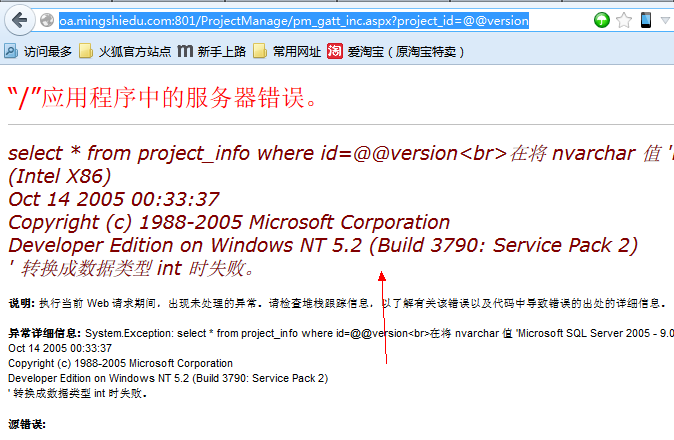 oa.mingshiedu.com:801/ProjectManage/pm_gatt_inc.aspx?project_id=@@version
访问最多 火狐官方站点 新手上路 常用网址 淘 爱淘宝（原淘宝特卖）
“/”应用程序中的服务器错误。
select * from project_info where id=@@version<br>在将 nvarchar 值 '
(Intel X86)
Oct 14 2005 00:33:37
Copyright (c) 1988-2005 Microsoft Corporation
Developer Edition on Windows NT 5.2 (Build 3790: Service Pack 2)
' 转换成数据类型 int 时失败。
说明: 执行当前 Web 请求期间，出现未处理的异常。请检查堆栈跟踪信息，以了解有关该错误以及代码中导致错误的出处的详细信息。
异常详细信息: System.Exception: select * from project_info where id=@@version<br>在将 nvarchar 值 'Microsoft SQL Server 2005 - 9.0
Oct 14 2005 00:33:37
Copyright (c) 1988-2005 Microsoft Corporation
Developer Edition on Windows NT 5.2 (Build 3790: Service Pack 2)
' 转换成数据类型 int 时失败。
源错误: